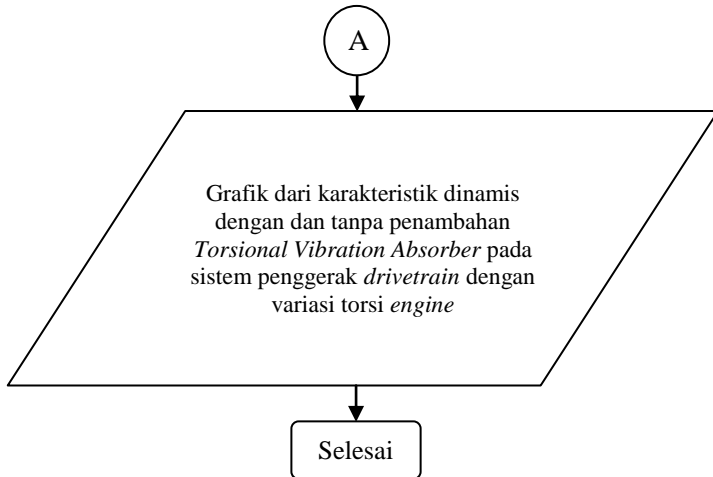 A
Grafik dari karakteristik dinamis
dengan dan tanpa penambahan
Torsional Vibration Absorber pada
sistem penggerak drivetrain dengan
variasi torsi engine
Selesai